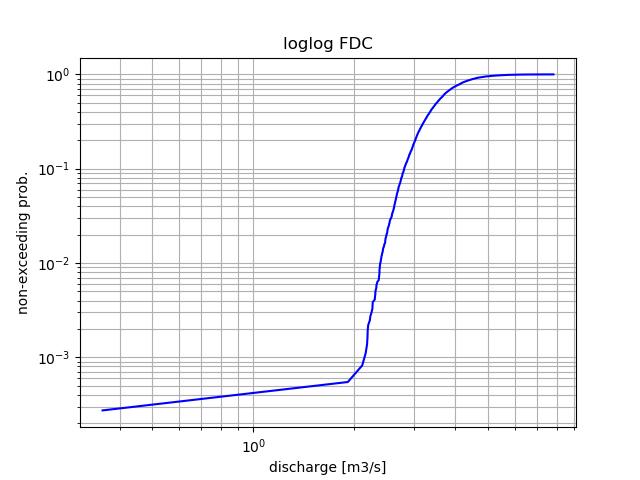 loglog FDC
10⁰
10⁻¹
10⁻²
10⁻³
non-exceeding prob.
10⁰
discharge [m3/s]